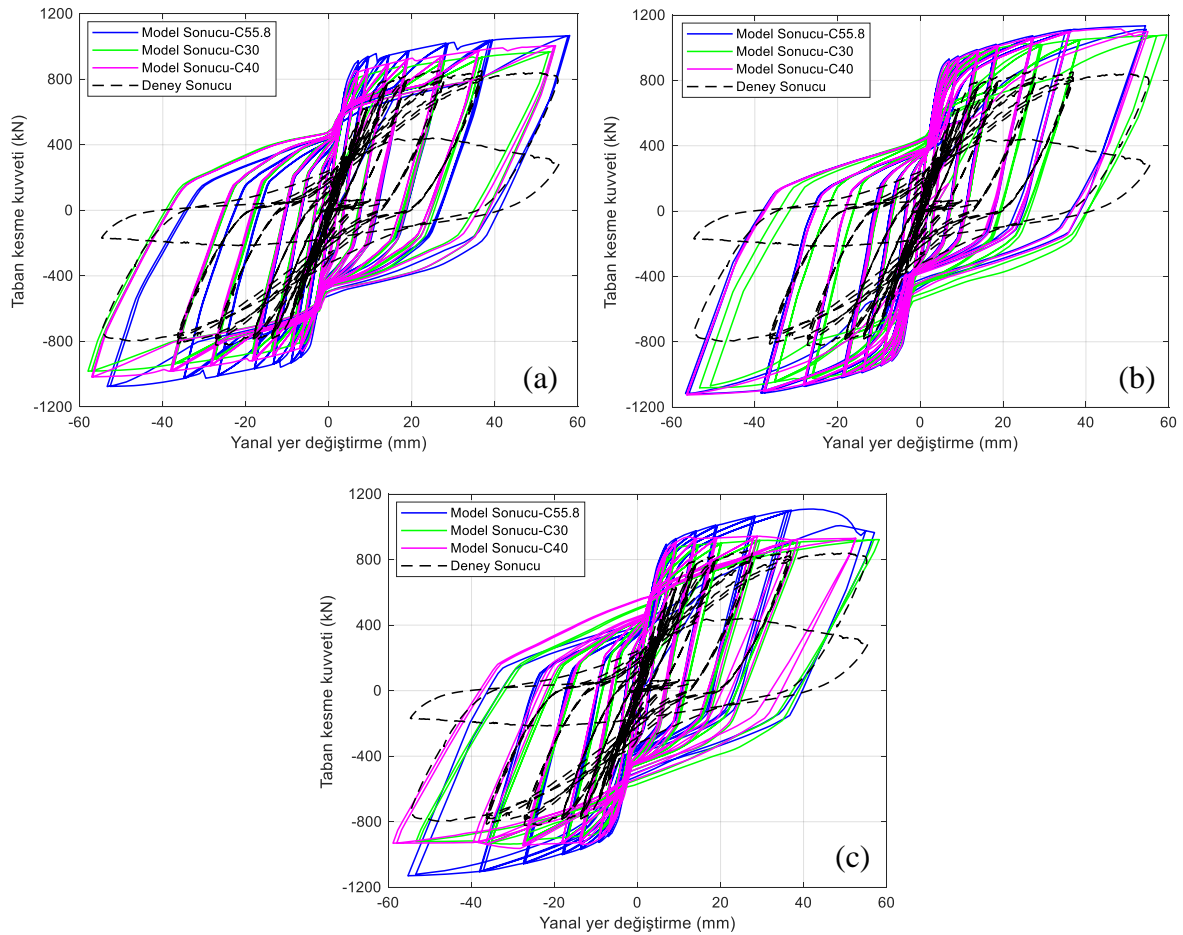 1200
800
400
0
-400
-800
-1200
Taban kesme kuvveti (kN)
Model Sonucu-C55.8
Model Sonucu-C30
Model Sonucu-C40
Deney Sonucu
(a)
-60
-40
-20
0
20
40
60
Yanal yer değiştirme (mm)
1200
800
400
0
-400
-800
-1200
Taban kesme kuvveti (kN)
Model Sonucu-C55.8
Model Sonucu-C30
Model Sonucu-C40
Deney Sonucu
(b)
-60
-40
-20
0
20
40
60
Yanal yer değiştirme (mm)
1200
800
400
0
-400
-800
-1200
Taban kesme kuvveti (kN)
Model Sonucu-C55.8
Model Sonucu-C30
Model Sonucu-C40
Deney Sonucu
(c)
-60
-40
-20
0
20
40
60
Yanal yer değiştirme (mm)